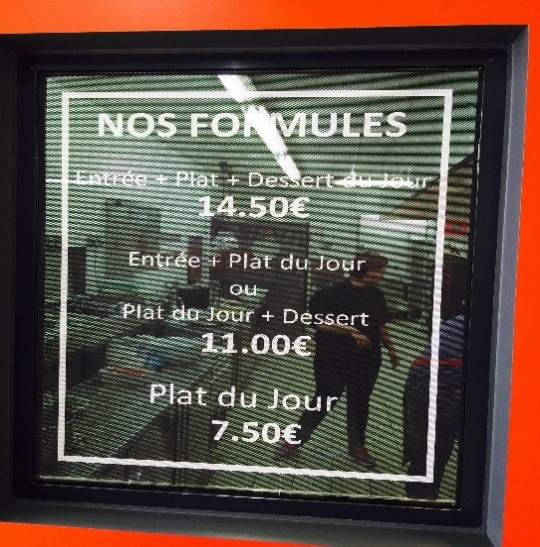 NOS FORMULES
Entrée + Plat + Dessert du Jour
14.50€
Entrée + Plat du Jour
ou
Plat du Jour + Dessert
11.00€
Plat du Jour
7.50€